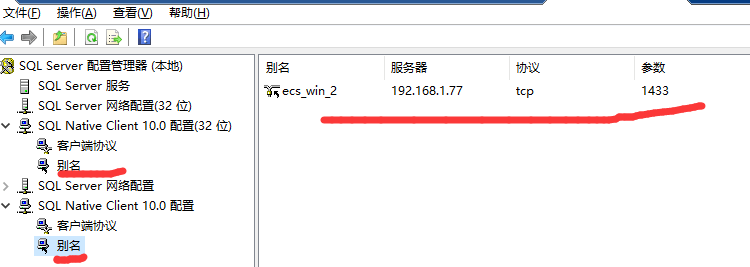 文件(F) 操作(A) 查看(V) 帮助(H)
SQL Server 配置管理器 (本地)
SQL Server 服务
SQL Server 网络配置(32 位)
SQL Native Client 10.0 配置(32 位)
客户端协议
别名
SQL Server 网络配置
SQL Native Client 10.0 配置
客户端协议
别名
别名 服务器 协议 参数
ecs_win_2 192.168.1.77 tcp 1433